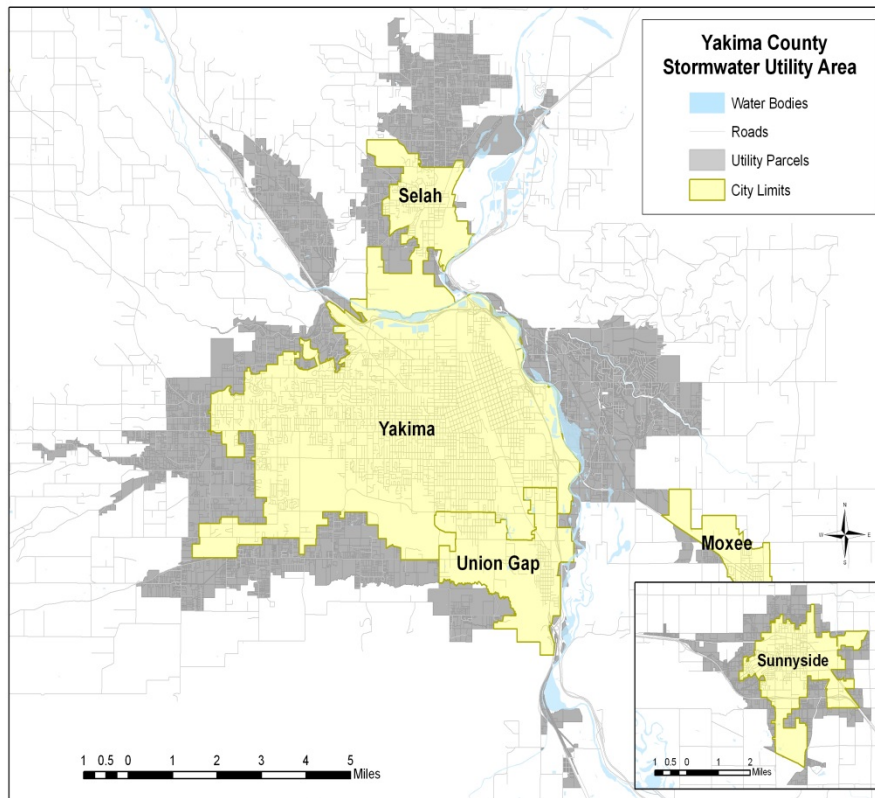 Yakima County
Stormwater Utility Area
Water Bodies
Roads
Utility Parcels
City Limits
Selah
Yakima
Union Gap
Moxee
N
W E
S
Sunnyside
1 0.5 0 1 2 3 4 5
Miles
1 0.5 0 1 2
Miles